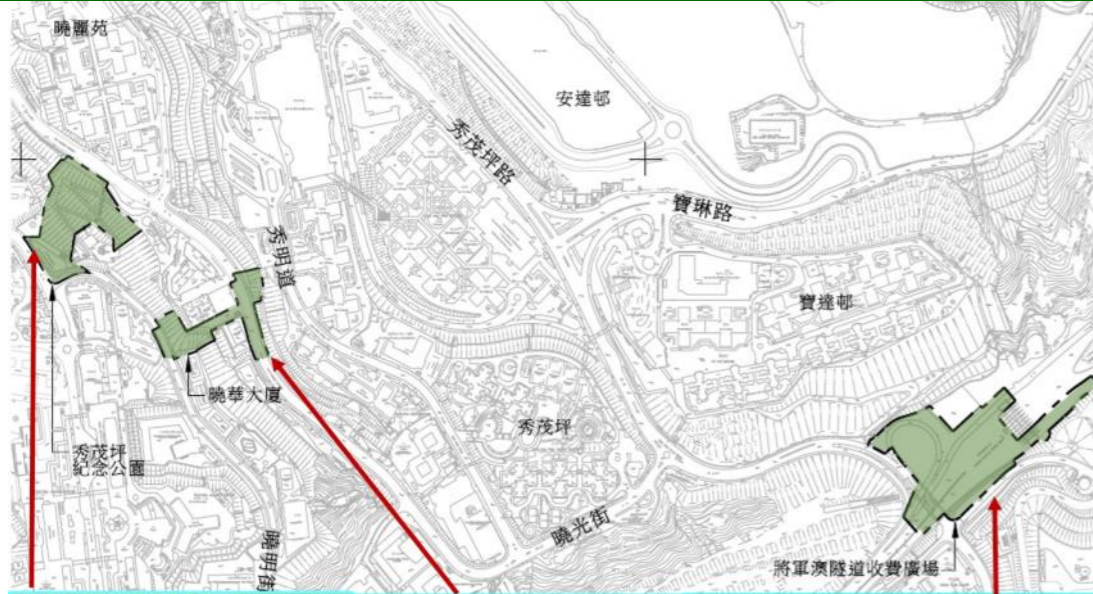 曉麗苑
安達邨
秀茂坪路
寶琳路
秀明道
寶達邨
曉華大廈
秀茂坪
紀念公園
秀茂坪
曉光街
曉明街
將軍澳隧道收費廣場